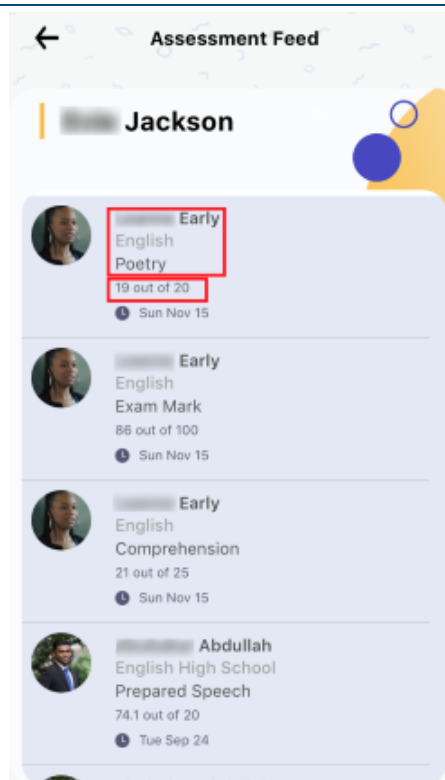 Assessment Feed
Jackson
Early
English
Poetry
19 out of 20
Sun Nov 15
Early
English
Exam Mark
86 out of 100
Sun Nov 15
Early
English
Comprehension
21 out of 25
Sun Nov 15
Abdullah
English High School
Prepared Speech
74.1 out of 20
Tue Sep 24